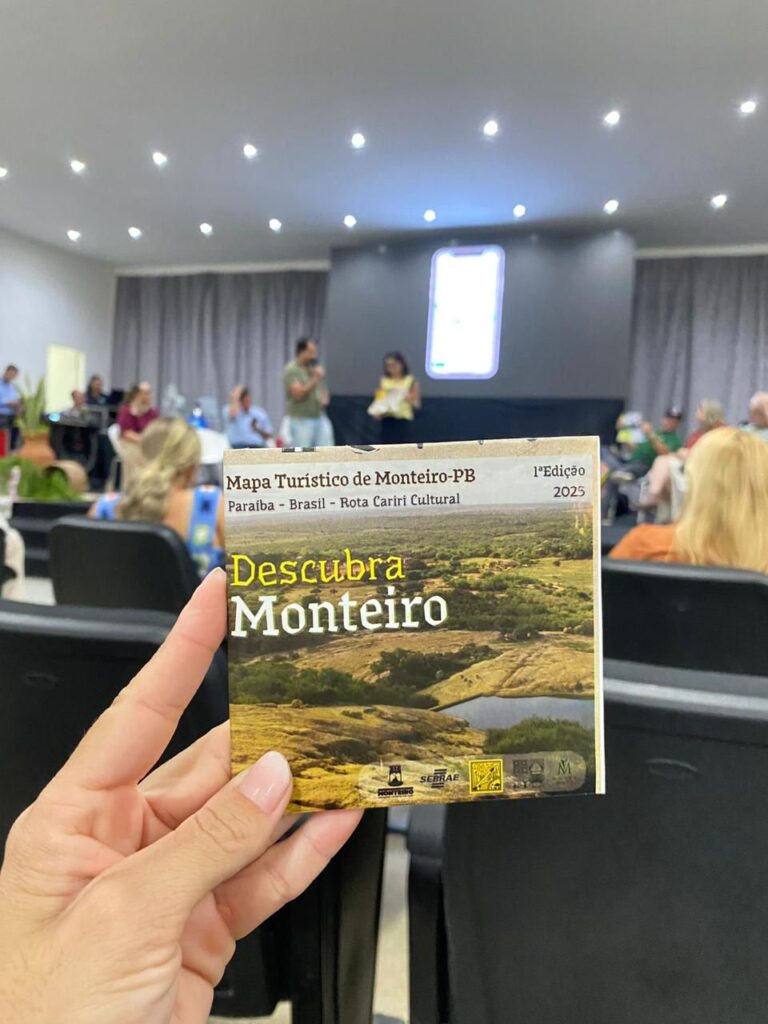 Mapa Turístico de Monteiro-PB
1ªEdição
Paraíba - Brasil - Rota Cariri Cultural
2025
Descubra
Monteiro
MONTEIRO
SEBRAE